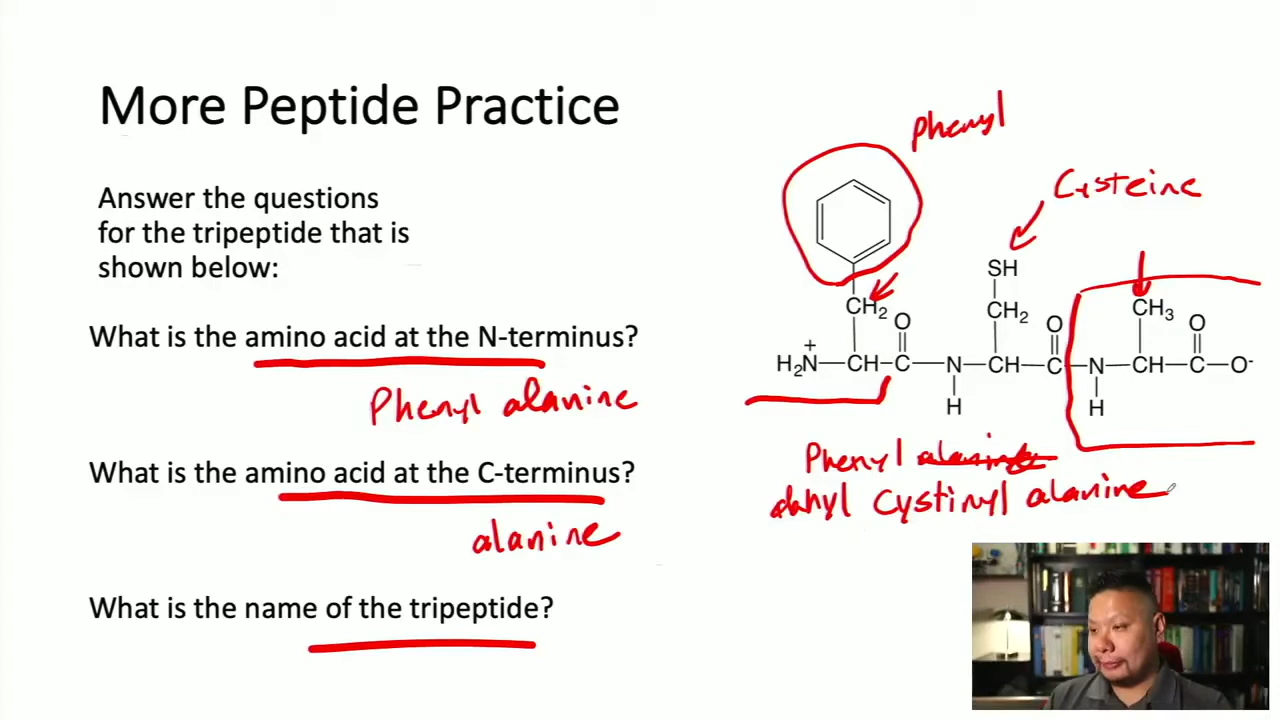 More Peptide Practice
Answer the questions
for the tripeptide that is
shown below:
What is the amino acid at the N-terminus?
Phenyl alanine
What is the amino acid at the C-terminus?
alanine
What is the name of the tripeptide?
Phenyl
Cysteine
SH
CH2
CH2
CH3
O
O
O
+
H2N
CH
C
N
CH
C
N
CH
C
O-
H
H
Phenyl alanine
Cystinyl alanine